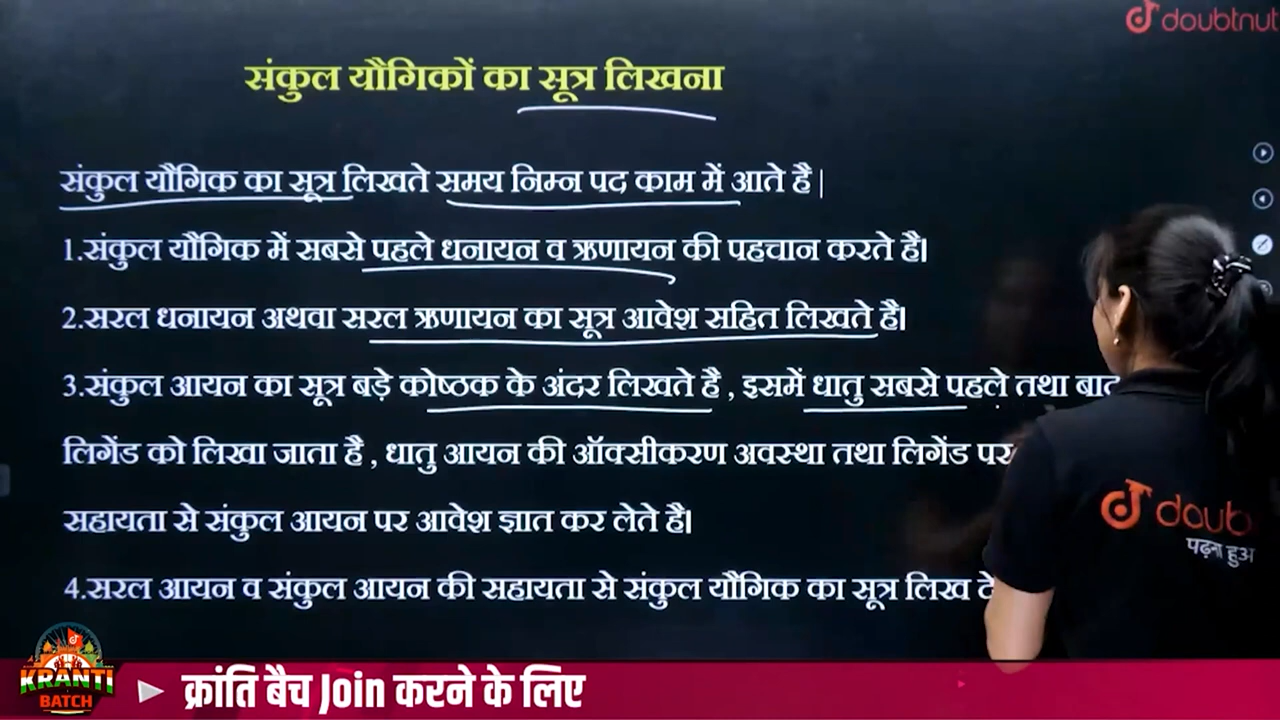 doubtnut
संकुल यौगिकों का सूत्र लिखना
संकुल यौगिक का सूत्र लिखते समय निम्न पद काम में आते है |
1.संकुल यौगिक में सबसे पहले धनायन व ऋणायन की पहचान करते है।
2.सरल धनायन अथवा सरल ऋणायन का सूत्र आवेश सहित लिखते है।
3.संकुल आयन का सूत्र बड़े कोष्ठक के अंदर लिखते है , इसमें धातु सबसे पहले तथा
लिगेंड को लिखा जाता है , धातु आयन की ऑक्सीकरण अवस्था तथा लिगेंड पर
सहायता से संकुल आयन पर आवेश ज्ञात कर लेते है।
4.सरल आयन व संकुल आयन की सहायता से संकुल यौगिक का सूत्र लिख
doub
पढ़ना हुआ
KRANTI
BATCH
क्रांति बैच Join करने के लिए